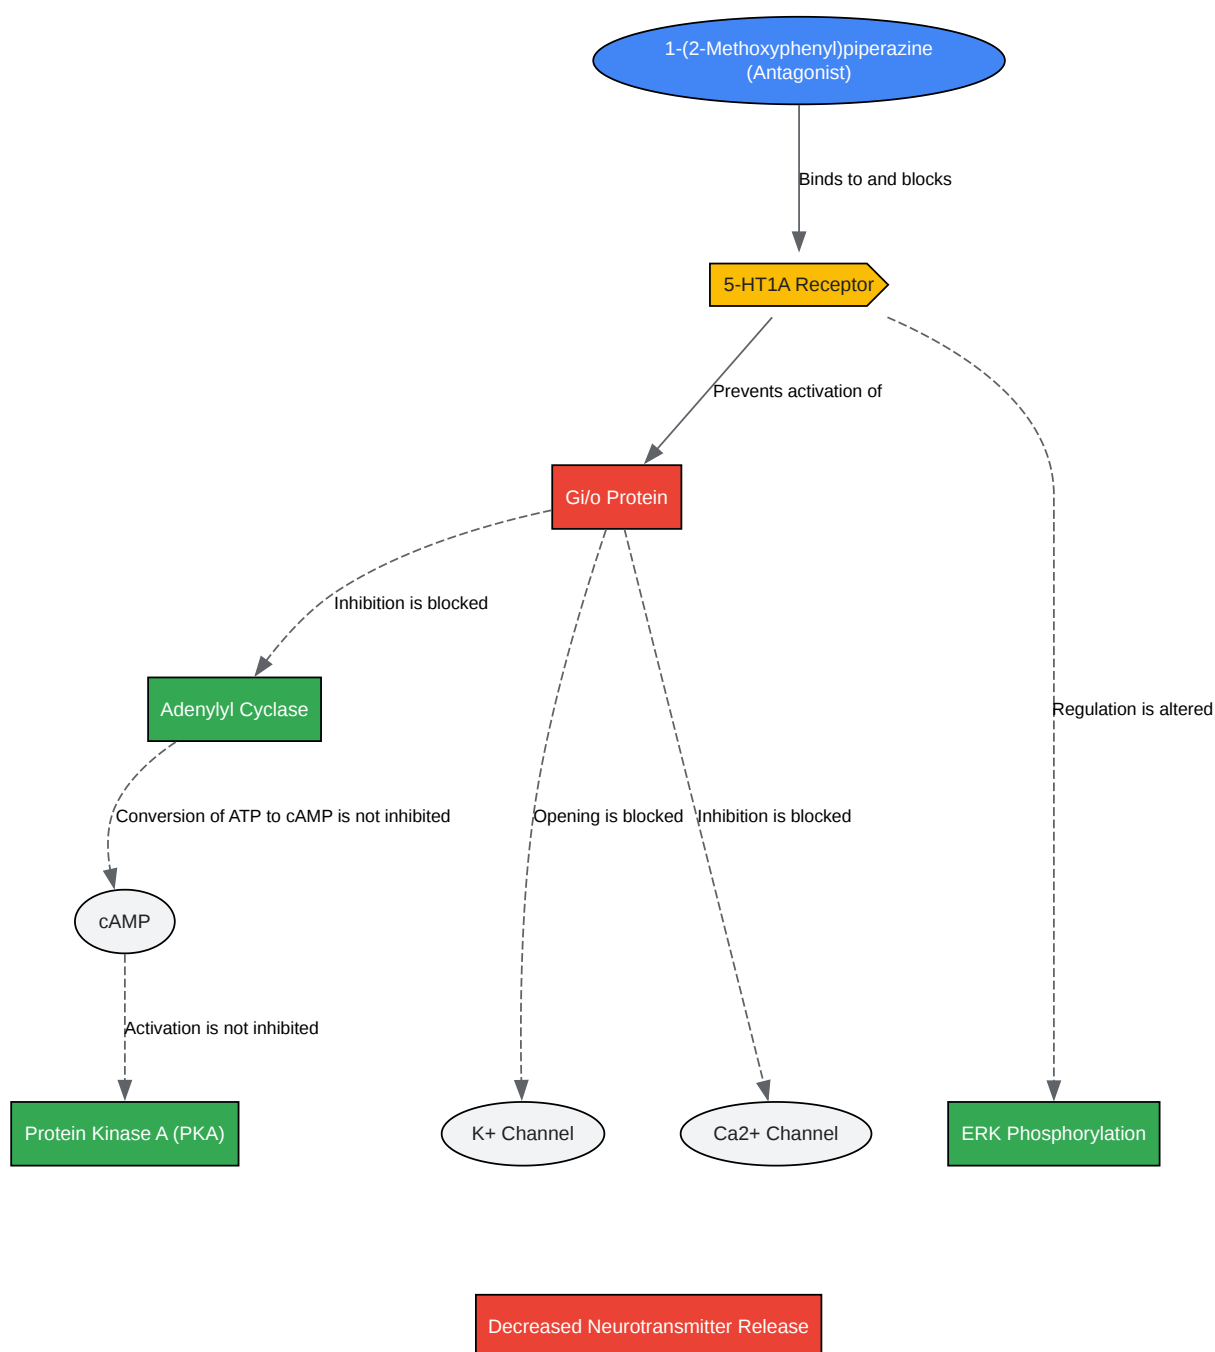 1-(2-Methoxyphenyl)piperazine
(Antagonist)
Binds to and blocks
5-HT1A Receptor
Prevents activation of
Gi/o Protein
Inhibition is blocked
Adenylyl Cyclase
Regulation is altered
Conversion of ATP to cAMP is not inhibited
Opening is blocked
Inhibition is blocked
cAMP
Activation is not inhibited
Protein Kinase A (PKA)
K+ Channel
Ca2+ Channel
ERK Phosphorylation
Decreased Neurotransmitter Release